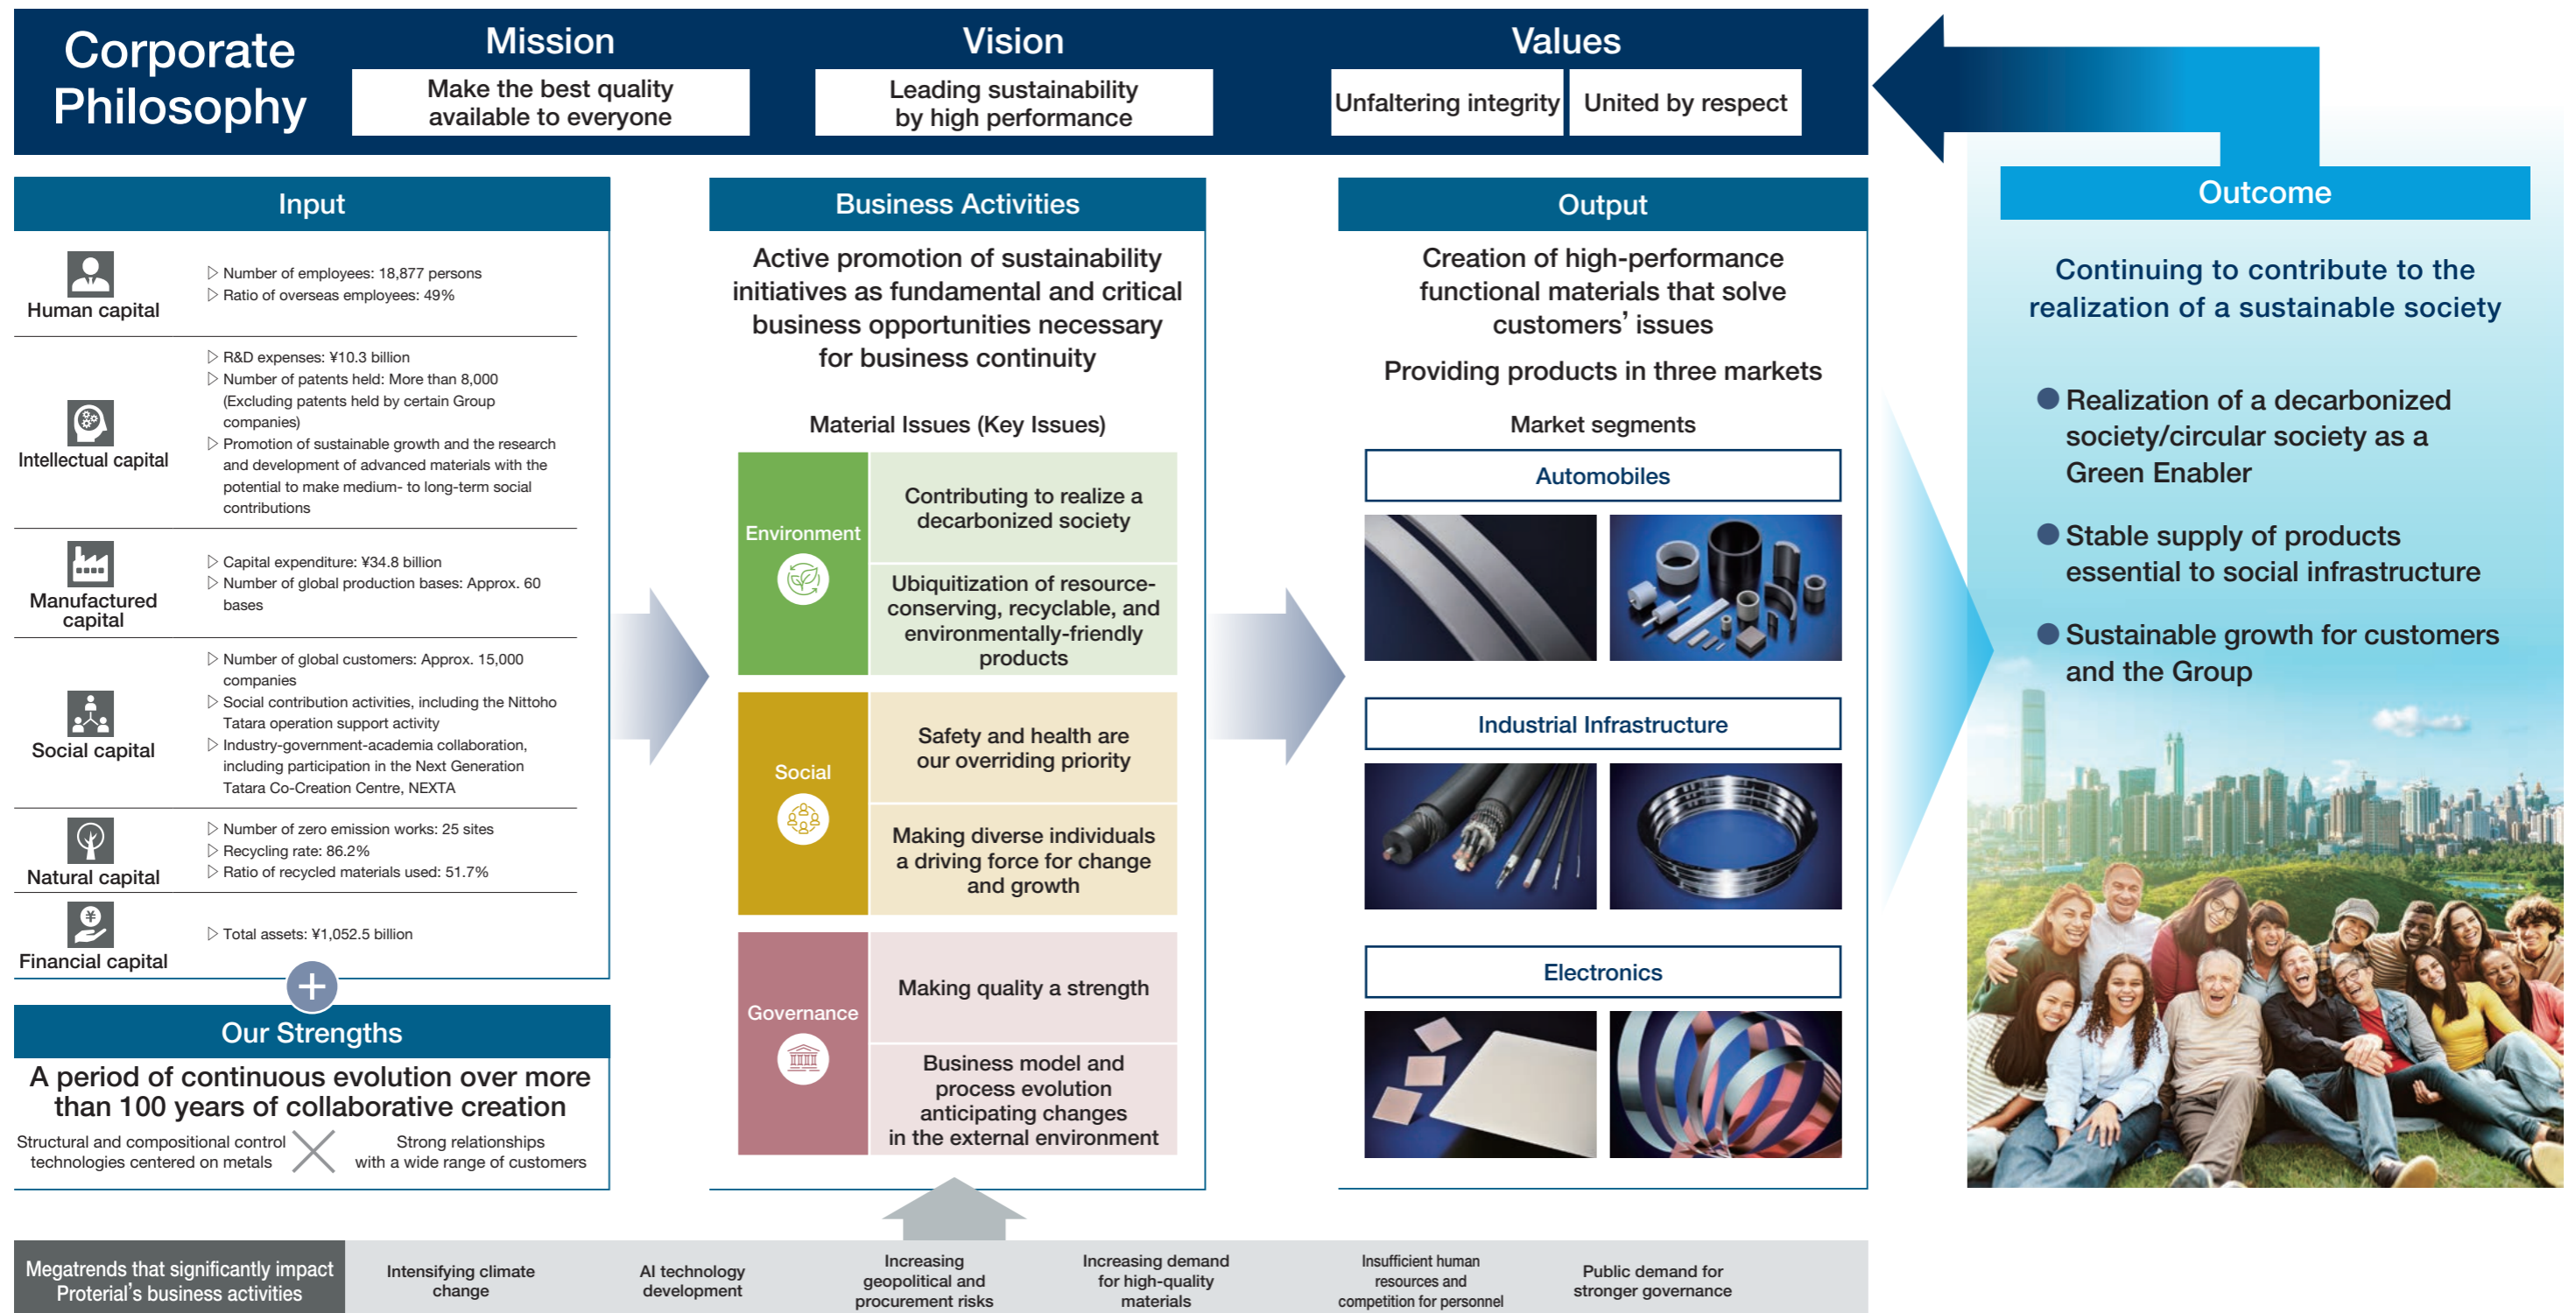 Corporate
Philosophy
Mission
Make the best quality
available to everyone
Vision
Leading sustainability
by high performance
Values
Unfaltering integrity
United by respect
Input
Human capital
▷ Number of employees: 18,877 persons
▷ Ratio of overseas employees: 49%
Intellectual capital
▷ R&D expenses: ¥10.3 billion
▷ Number of patents held: More than 8,000
(Excluding patents held by certain Group
companies)
▷ Promotion of sustainable growth and the research
and development of advanced materials with the
potential to make medium- to long-term social
contributions
Manufactured
capital
▷ Capital expenditure: ¥34.8 billion
▷ Number of global production bases: Approx. 60
bases
Social capital
▷ Number of global customers: Approx. 15,000
companies
▷ Social contribution activities, including the Nittoho
Tatara operation support activity
▷ Industry-government-academia collaboration,
including participation in the Next Generation
Tatara Co-Creation Centre, NEXTA
Natural capital
▷ Number of zero emission works: 25 sites
▷ Recycling rate: 86.2%
▷ Ratio of recycled materials used: 51.7%
¥
Financial capital
▷ Total assets: ¥1,052.5 billion
+
Our Strengths
A period of continuous evolution over more
than 100 years of collaborative creation
Structural and compositional control
technologies centered on metals
Strong relationships
with a wide range of customers
Business Activities
Active promotion of sustainability
initiatives as fundamental and critical
business opportunities necessary
for business continuity
Material Issues (Key Issues)
Environment
Contributing to realize a
decarbonized society
Ubiquitization of resource-
conserving, recyclable, and
environmentally-friendly
products
Social
Safety and health are
our overriding priority
Making diverse individuals
a driving force for change
and growth
Governance
Making quality a strength
Business model and
process evolution
anticipating changes
in the external environment
Output
Creation of high-performance
functional materials that solve
customers’ issues
Providing products in three markets
Market segments
Automobiles
Industrial Infrastructure
Electronics
Outcome
Continuing to contribute to the
realization of a sustainable society
● Realization of a decarbonized
society/circular society as a
Green Enabler
● Stable supply of products
essential to social infrastructure
● Sustainable growth for customers
and the Group
Megatrends that significantly impact
Proterial’s business activities
Intensifying climate
change
AI technology
development
Increasing
geopolitical and
procurement risks
Increasing demand
for high-quality
materials
Insufficient human
resources and
competition for personnel
Public demand for
stronger governance